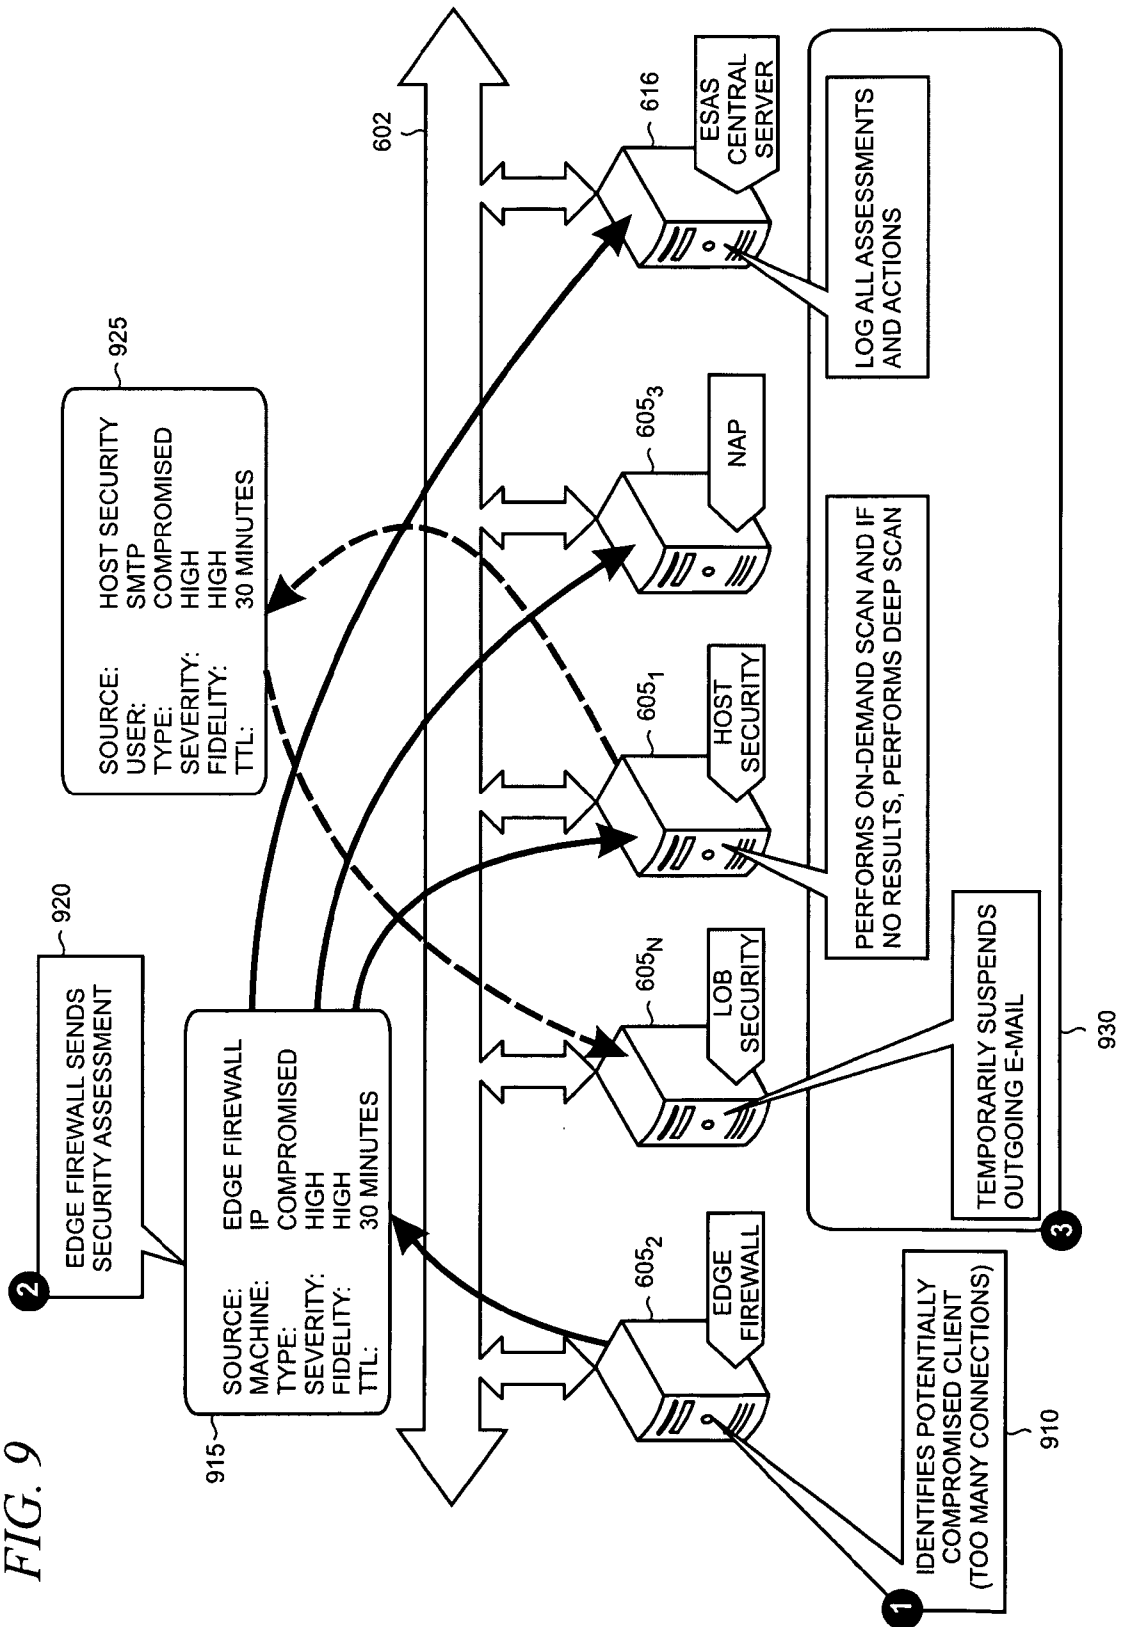 FIG. 9
2
920
EDGE FIREWALL SENDS
SECURITY ASSESSMENT
915
SOURCE: EDGE FIREWALL
MACHINE: IP
TYPE: COMPROMISED
SEVERITY: HIGH
FIDELITY: HIGH
TTL: 30 MINUTES
925
SOURCE: HOST SECURITY
USER: SMTP
TYPE: COMPROMISED
SEVERITY: HIGH
FIDELITY: HIGH
TTL: 30 MINUTES
602
605₂
EDGE
FIREWALL
605N
LOB
SECURITY
605₁
HOST
SECURITY
605₃
NAP
616
ESAS
CENTRAL
SERVER
1
IDENTIFIES POTENTIALLY
COMPROMISED CLIENT
(TOO MANY CONNECTIONS)
910
3
TEMPORARILY SUSPENDS
OUTGOING E-MAIL
PERFORMS ON-DEMAND SCAN AND IF
NO RESULTS, PERFORMS DEEP SCAN
LOG ALL ASSESSMENTS
AND ACTIONS
930